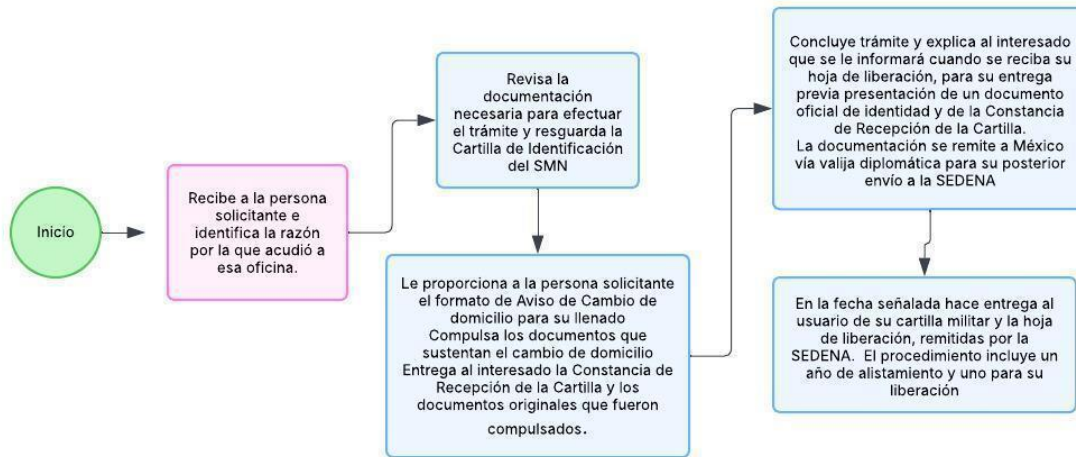 Inicio
Recibe a la persona
solicitante e
identifica la razón
por la que acudió a
esa oficina.
Revisa la
documentación
necesaria para efectuar
el trámite y resguarda la
Cartilla de Identificación
del SMN
Le proporciona a la persona solicitante
el formato de Aviso de Cambio de
domicilio para su llenado
Compulsa los documentos que
sustentan el cambio de domicilio
Entrega al interesado la Constancia de
Recepción de la Cartilla y los
documentos originales que fueron
compulsados.
Concluye trámite y explica al interesado
que se le informará cuando se reciba su
hoja de liberación, para su entrega
previa presentación de un documento
oficial de identidad y de la Constancia
de Recepción de la Cartilla.
La documentación se remite a México
vía valija diplomática para su posterior
envío a la SEDENA
En la fecha señalada hace entrega al
usuario de su cartilla militar y la hoja
de liberación, remitidas por la
SEDENA. El procedimiento incluye un
año de alistamiento y uno para su
liberación